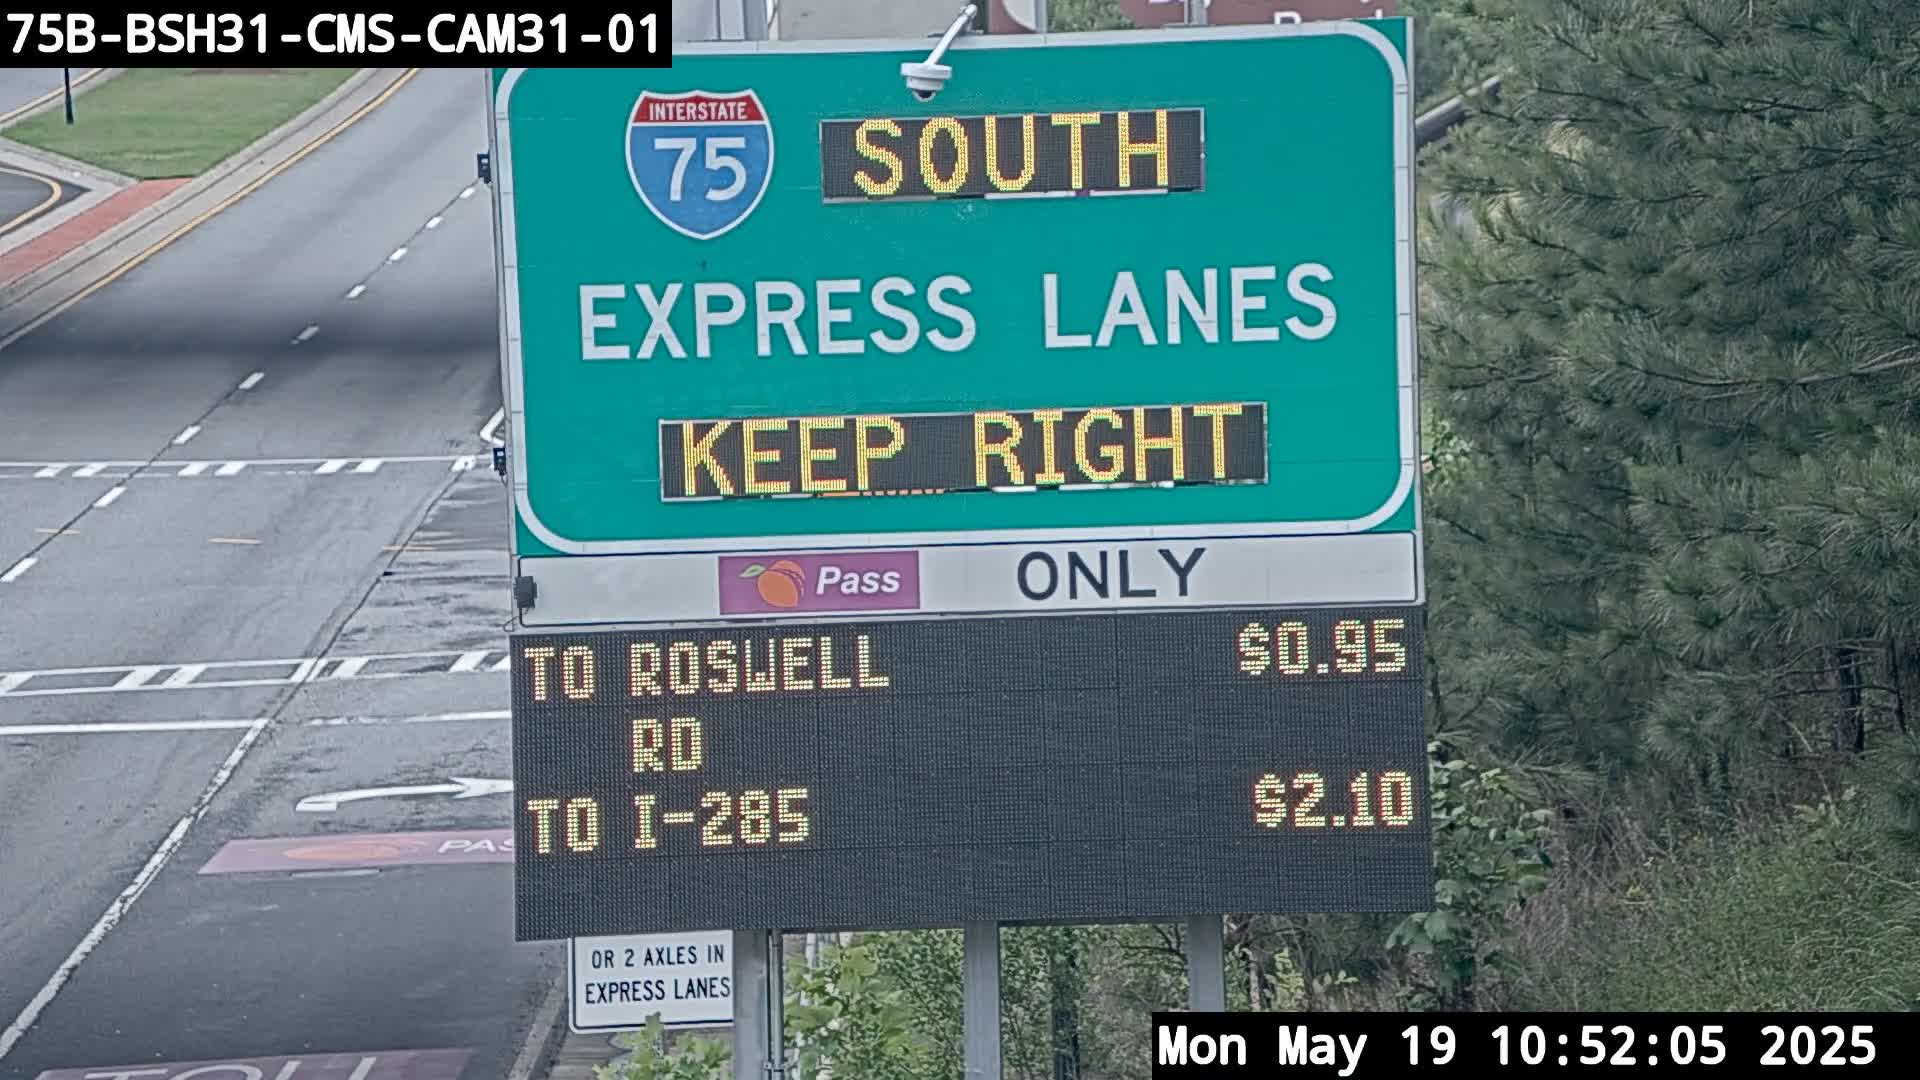 75B-BSH31-CMS-CAM31-01
INTERSTATE
75
SOUTH
EXPRESS LANES
KEEP RIGHT
Pass ONLY
TO ROSWELL $0.95
RD
TO I-285 $2.10
OR 2 AXLES IN
EXPRESS LANES
TOLL
Mon May 19 10:52:05 2025